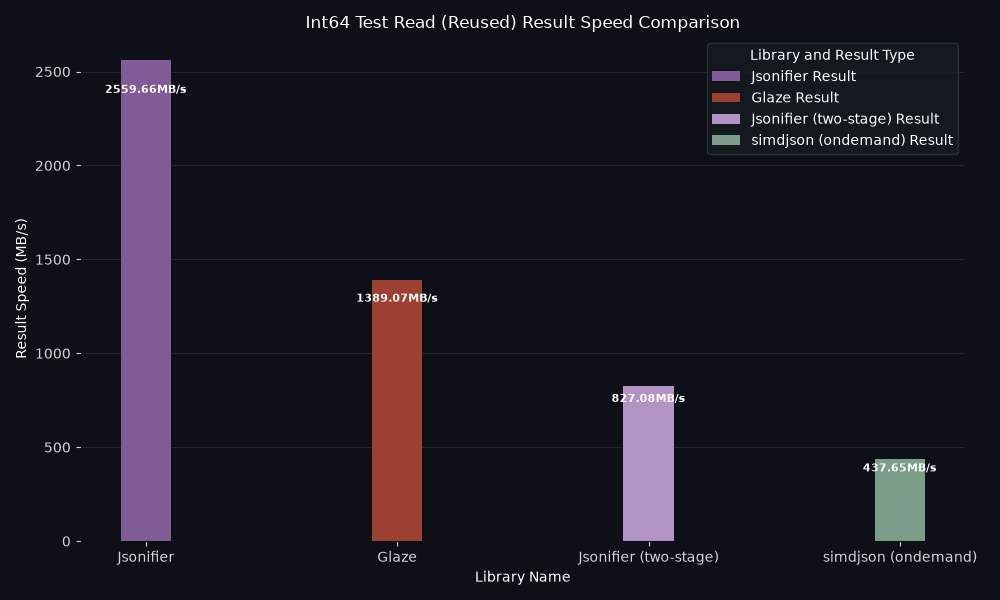 Int64 Test Read (Reused) Result Speed Comparison
Library and Result Type
Jsonifier Result
Glaze Result
Jsonifier (two-stage) Result
simdjson (ondemand) Result
Result Speed (MB/s)
2500
2000
1500
1000
500
0
2559.66MB/s
1389.07MB/s
827.08MB/s
437.65MB/s
Jsonifier
Glaze
Jsonifier (two-stage)
simdjson (ondemand)
Library Name